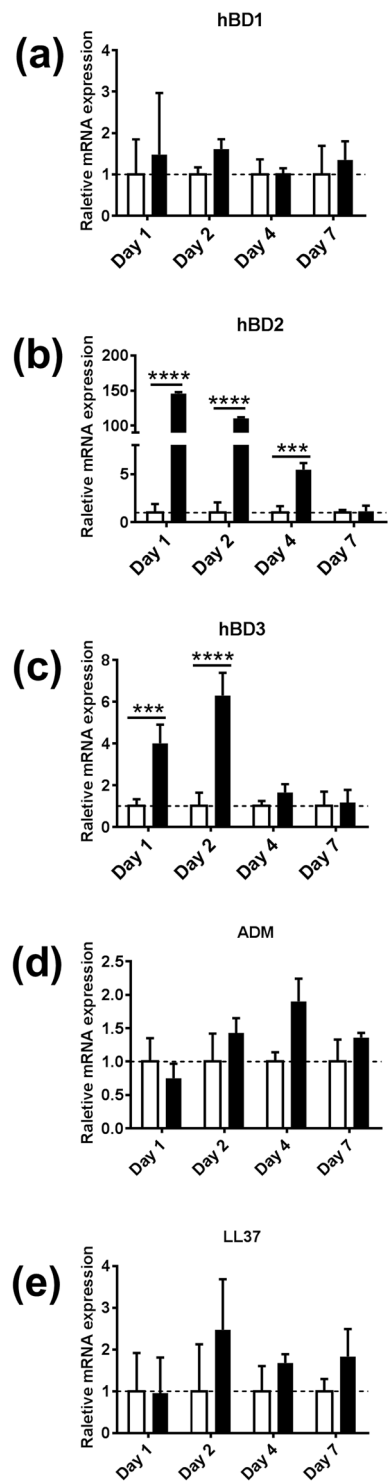 (a)
hBD1
Raletive mRNA expression
4
3
2
1
0
Day 1
Day 2
Day 4
Day 7
(b)
hBD2
Raletive mRNA expression
200
150
100
5
0
****
****
***
Day 1
Day 2
Day 4
Day 7
(c)
hBD3
Raletive mRNA expression
8
6
4
2
0
***
****
Day 1
Day 2
Day 4
Day 7
(d)
ADM
Raletive mRNA expression
2.5
2.0
1.5
1.0
0.5
0.0
Day 1
Day 2
Day 4
Day 7
(e)
LL37
Raletive mRNA expression
4
3
2
1
0
Day 1
Day 2
Day 4
Day 7